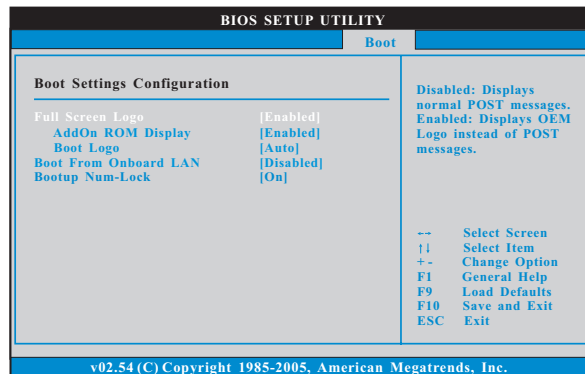 BIOS SETUP UTILITY
Boot
Boot Settings Configuration
Full Screen Logo [Enabled]
AddOn ROM Display [Enabled]
Boot Logo [Auto]
Boot From Onboard LAN [Disabled]
Bootup Num-Lock [On]
Disabled: Displays
normal POST messages.
Enabled: Displays OEM
Logo instead of POST
messages.
←→ Select Screen
↑↓ Select Item
+ - Change Option
F1 General Help
F9 Load Defaults
F10 Save and Exit
ESC Exit
v02.54 (C) Copyright 1985-2005, American Megatrends, Inc.